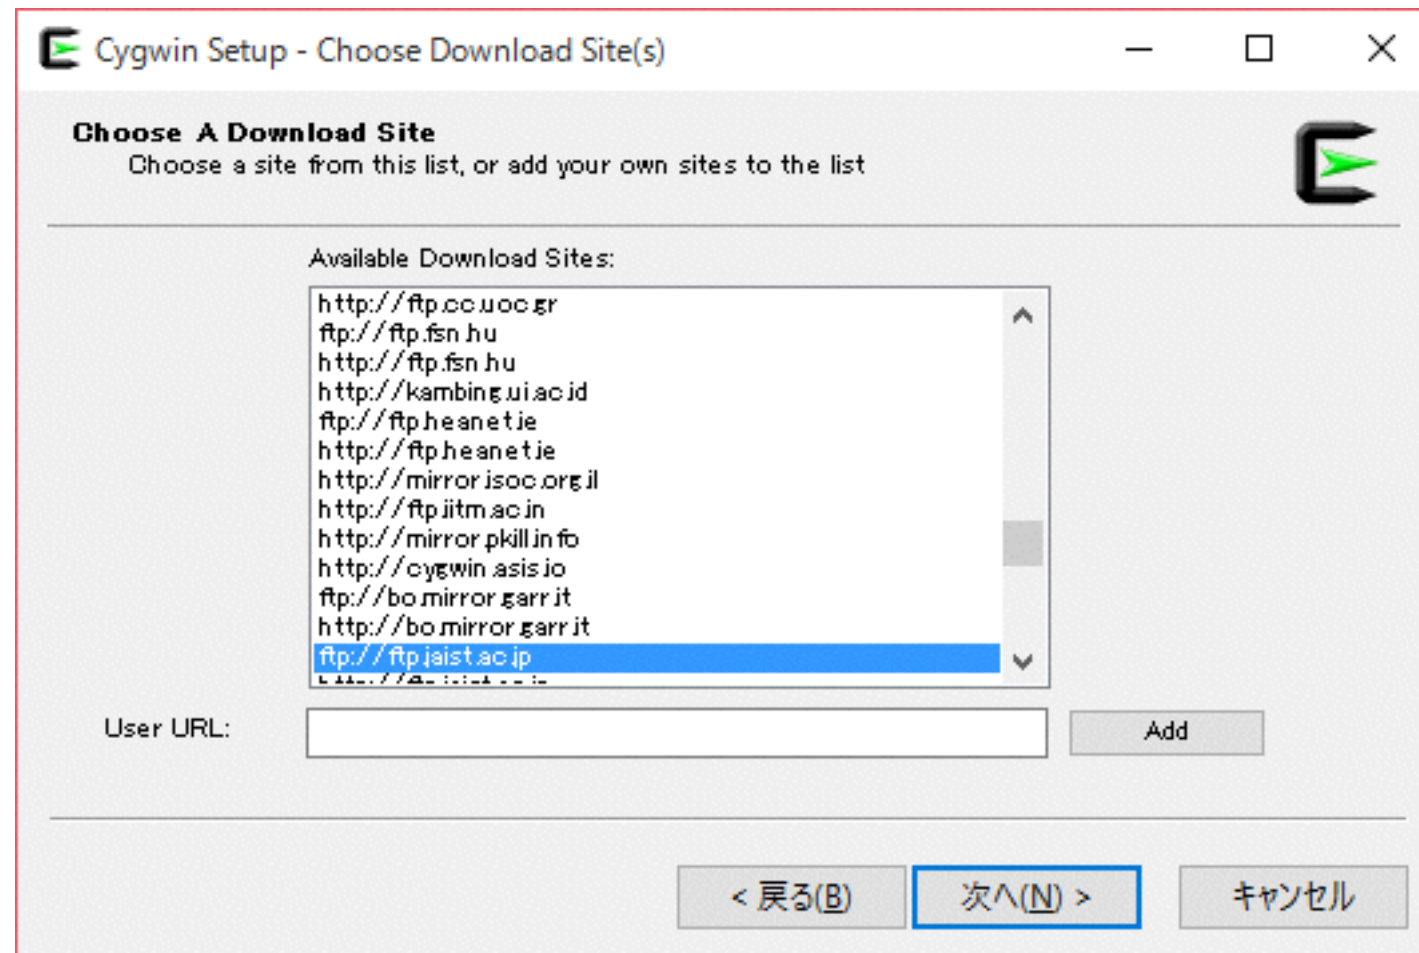 Cygwin Setup - Choose Download Site(s)
Choose A Download Site
Choose a site from this list, or add your own sites to the list
Available Download Sites:
http://ftp.cc.uoc.gr
ftp://ftp.fsn.hu
http://ftp.fsn.hu
http://kambing.ui.ac.id
ftp://ftp.heanet.ie
http://ftp.heanet.ie
http://mirror.isoc.org.il
http://ftp.iitm.ac.in
http://mirror.pkill.info
http://cygwin.asis.io
ftp://bo.mirror.garr.it
http://bo.mirror.garr.it
ftp://ftp.jaist.ac.jp
http://ftp.jaist.ac.jp
User URL:
Add
< 戻る(B)
次へ(N) >
キャンセル